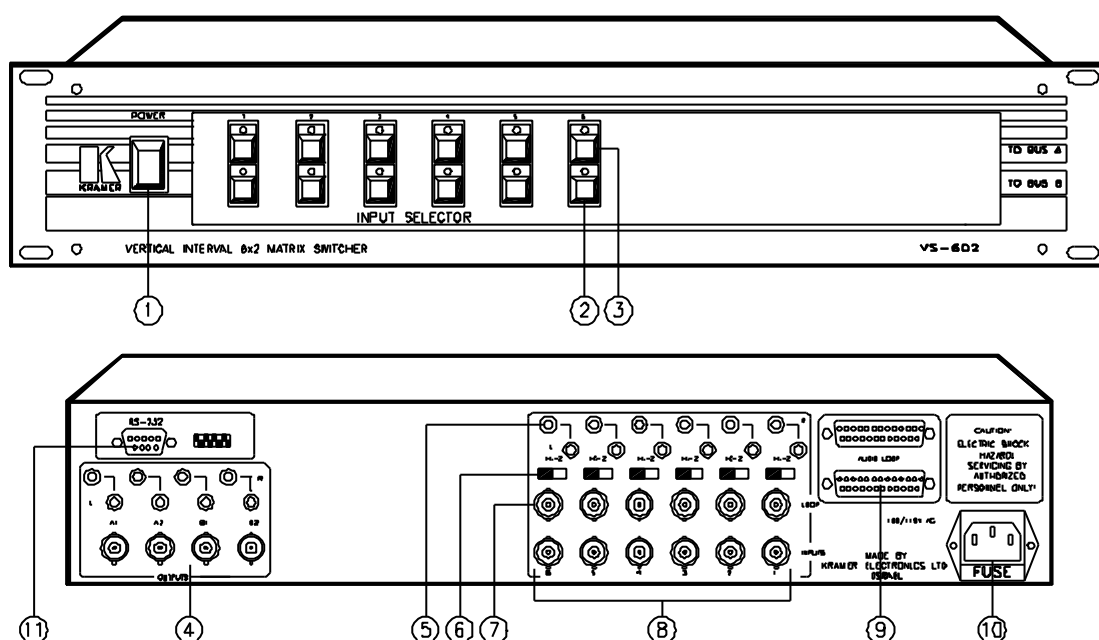 POWER
1 2 3 4 5 6
TO BUS A
KRAMER
TO BUS B
INPUT SELECTOR
VERTICAL INTERVAL 6x2 MATRIX SWITCHER
VS-602
1
2
3
RS-232
R
L
A1 A2 B1 B2
OUTPUTS
R
L
HI-Z HI-Z HI-Z HI-Z HI-Z HI-Z
LOOP
INPUTS
6 5 4 3 2 1
AUDIO LOOP
CAUTION:
ELECTRIC SHOCK
HAZARD!
SERVICING BY
AUTHORIZED
PERSONNEL ONLY!
MADE BY
KRAMER ELECTRONICS LTD
ISRAEL
FUSE
11
4
5
6
7
8
9
10